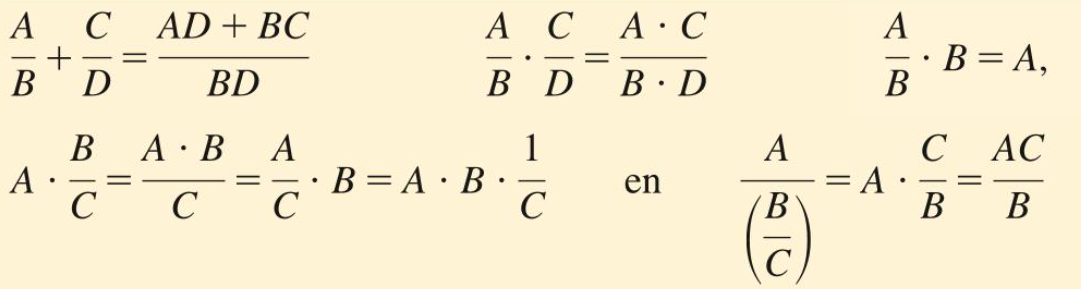 A/B + C/D = (AD + BC)/(BD)    A/B · C/D = (A · C)/(B · D)    A/B · B = A,
A · B/C = (A · B)/C = A/C · B = A · B · 1/C    en    A/(B/C) = A · C/B = AC/B